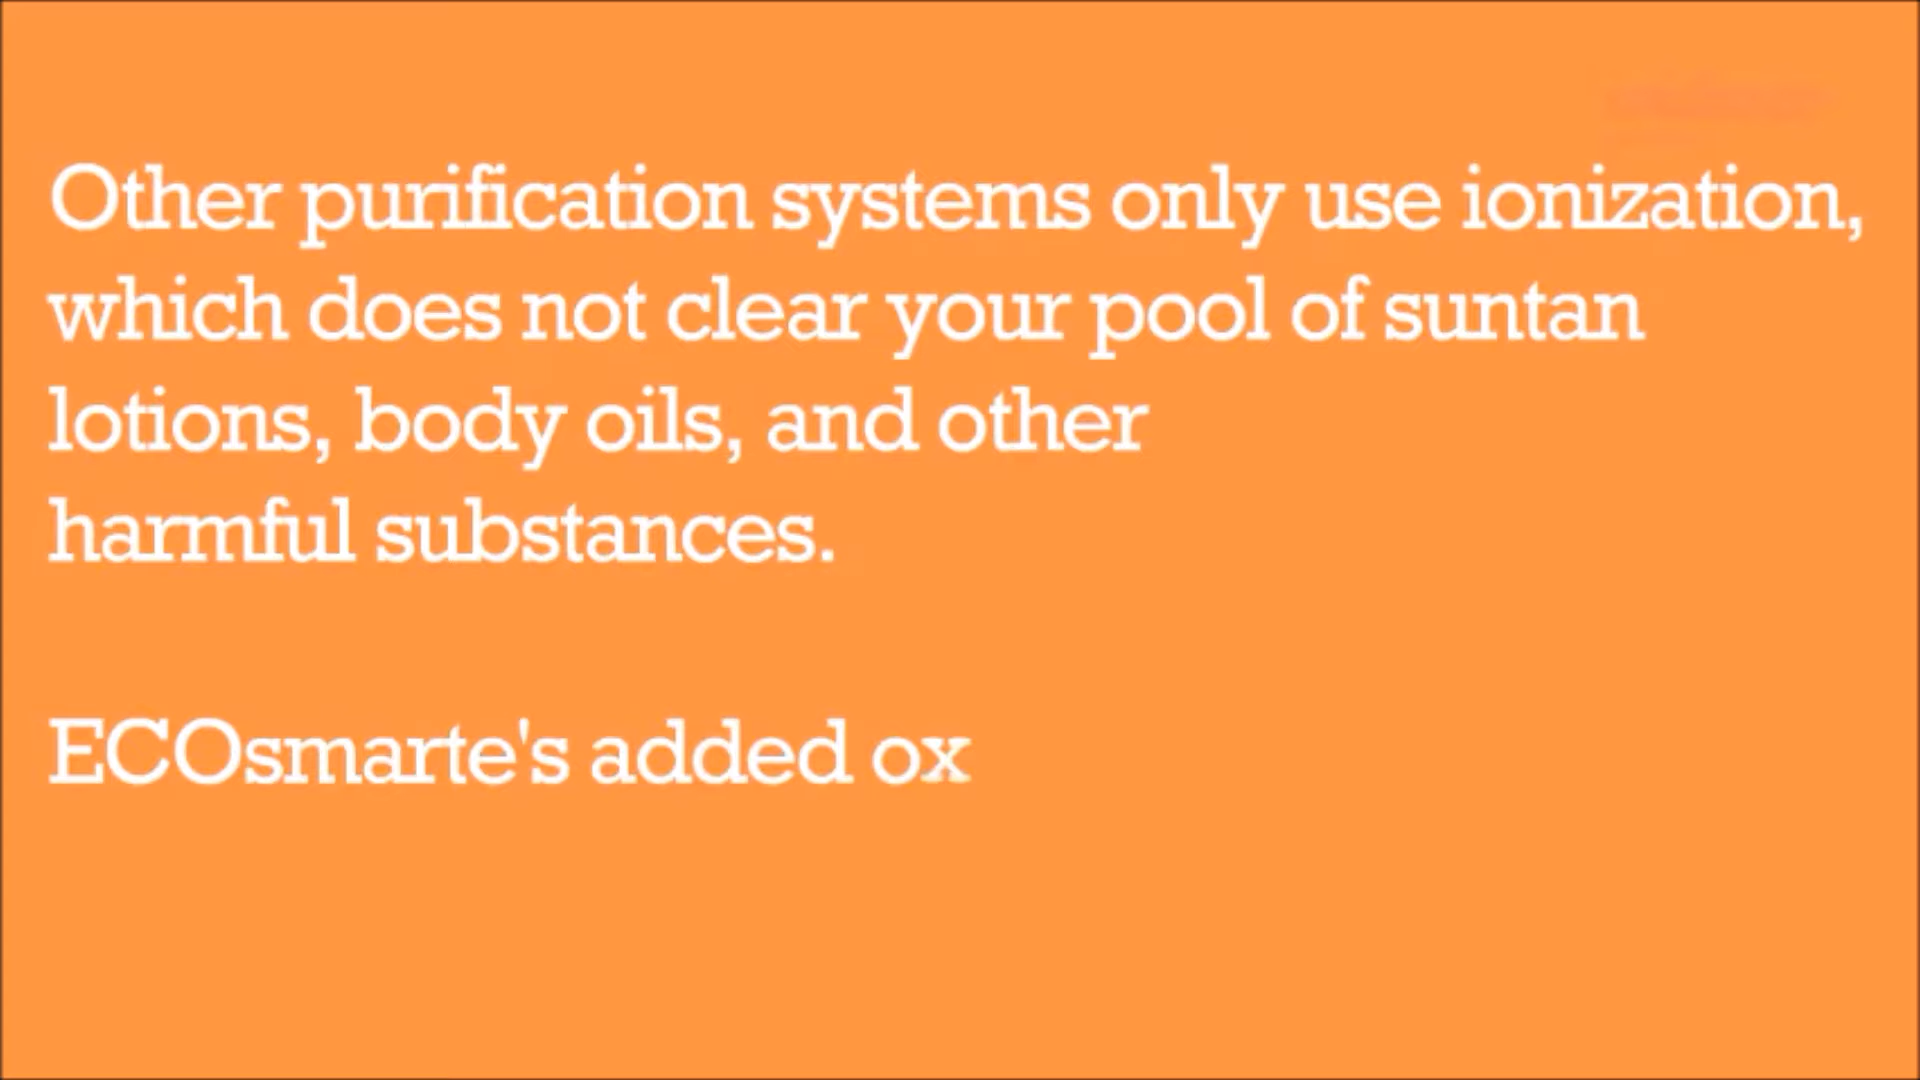 Other purification systems only use ionization,
which does not clear your pool of suntan
lotions, body oils, and other
harmful substances.
ECOsmarte's added ox